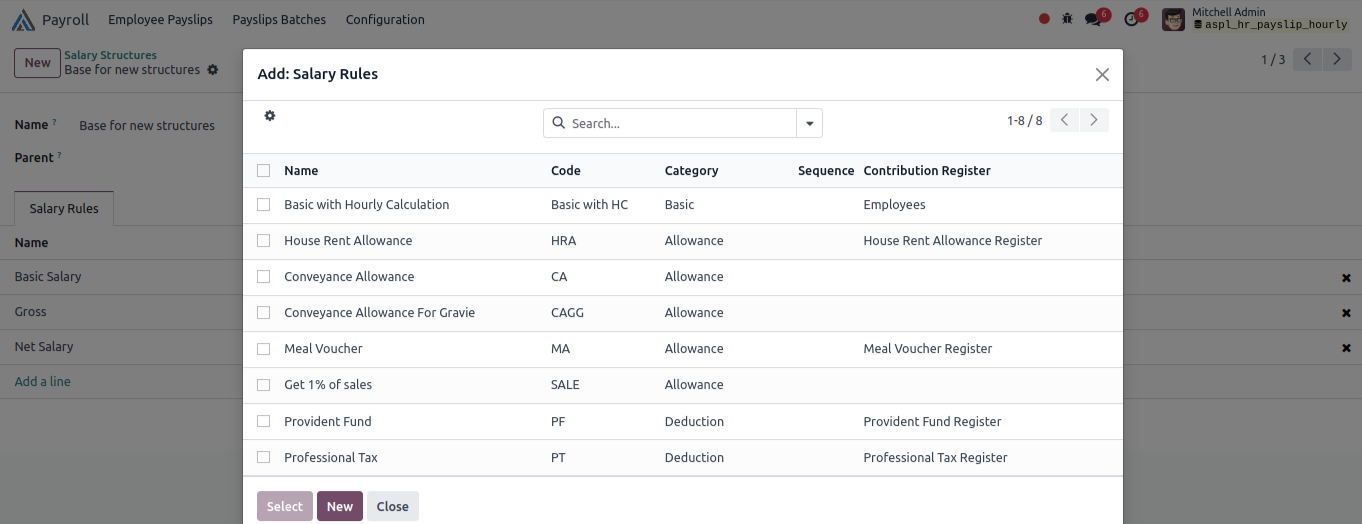 Payroll Employee Payslips Payslips Batches Configuration 6 6 Mitchell Admin
aspl_hr_payslip_hourly
New Salary Structures
Base for new structures
1 / 3
Add: Salary Rules
Search...
1-8 / 8
Name ? Base for new structures
Parent ?
Salary Rules
Name
Basic Salary
Gross
Net Salary
Add a line
Name Code Category Sequence Contribution Register
Basic with Hourly Calculation Basic with HC Basic Employees
House Rent Allowance HRA Allowance House Rent Allowance Register
Conveyance Allowance CA Allowance
Conveyance Allowance For Gravie CAGG Allowance
Meal Voucher MA Allowance Meal Voucher Register
Get 1% of sales SALE Allowance
Provident Fund PF Deduction Provident Fund Register
Professional Tax PT Deduction Professional Tax Register
Select New Close